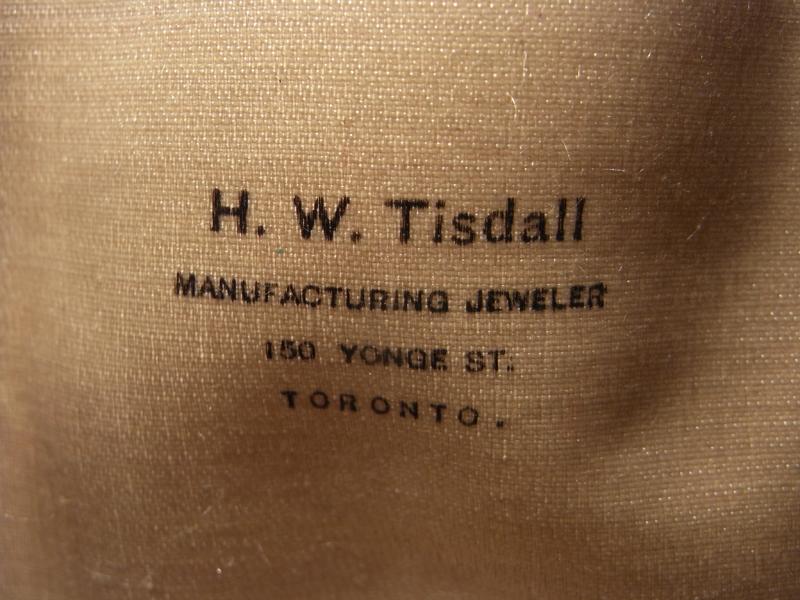 H. W. Tisdall
MANUFACTURING JEWELER
150 YONGE ST.
TORONTO.